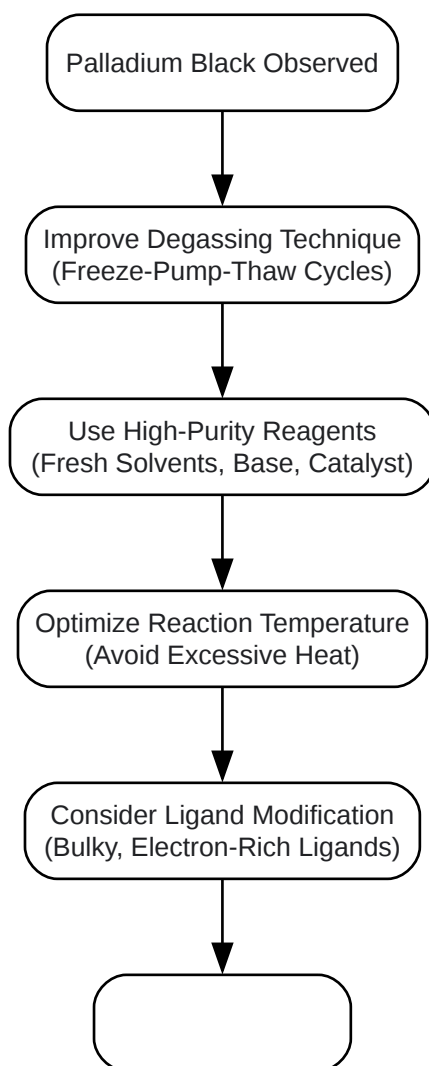 Palladium Black Observed
Improve Degassing Technique
(Freeze-Pump-Thaw Cycles)
Use High-Purity Reagents
(Fresh Solvents, Base, Catalyst)
Optimize Reaction Temperature
(Avoid Excessive Heat)
Consider Ligand Modification
(Bulky, Electron-Rich Ligands)